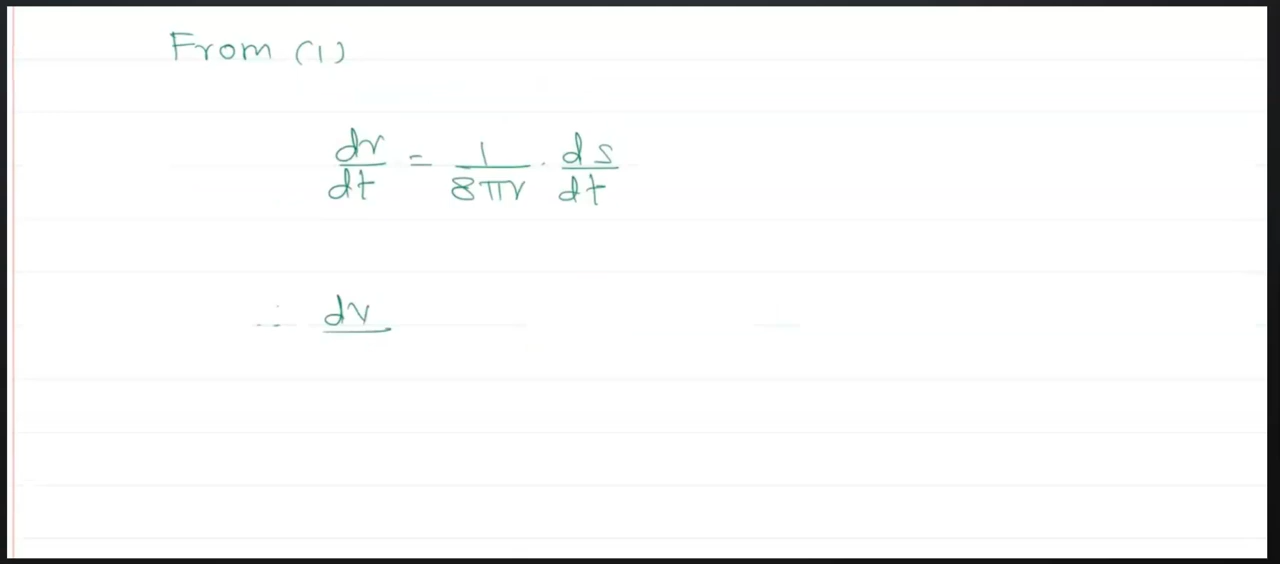 From (1)
dr/dt = 1/8πr · ds/dt
∴ dv